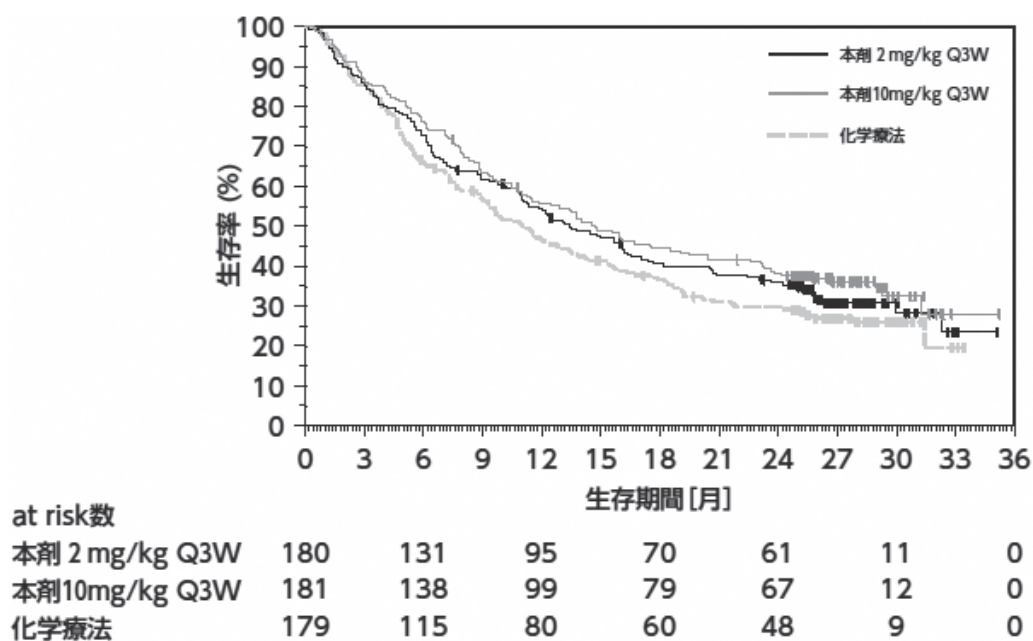 100
90
80
70
60
50
40
30
20
10
0
生存率 (%)
本剤 2 mg/kg Q3W
本剤10mg/kg Q3W
化学療法
0 3 6 9 12 15 18 21 24 27 30 33 36
生存期間 [月]
at risk数
本剤 2 mg/kg Q3W 180 131 95 70 61 11 0
本剤10mg/kg Q3W 181 138 99 79 67 12 0
化学療法 179 115 80 60 48 9 0